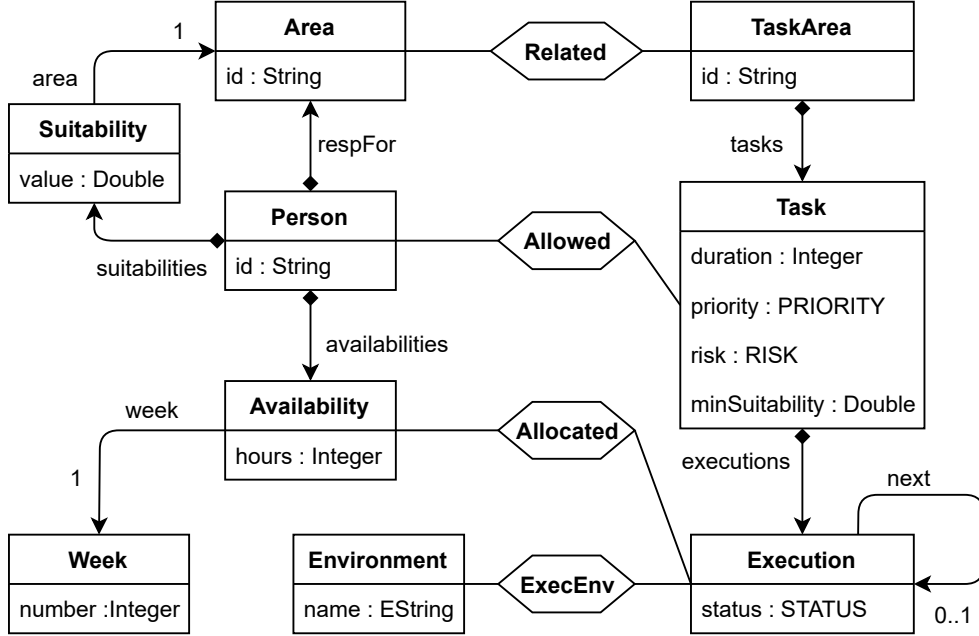 Area
id : String
1
area
Related
TaskArea
id : String
Suitability
value : Double
respFor
tasks
Person
id : String
suitabilities
Allowed
Task
duration : Integer
priority : PRIORITY
risk : RISK
minSuitability : Double
availabilities
Availability
hours : Integer
week
1
Allocated
executions
next
Week
number :Integer
Environment
name : EString
ExecEnv
Execution
status : STATUS
0..1